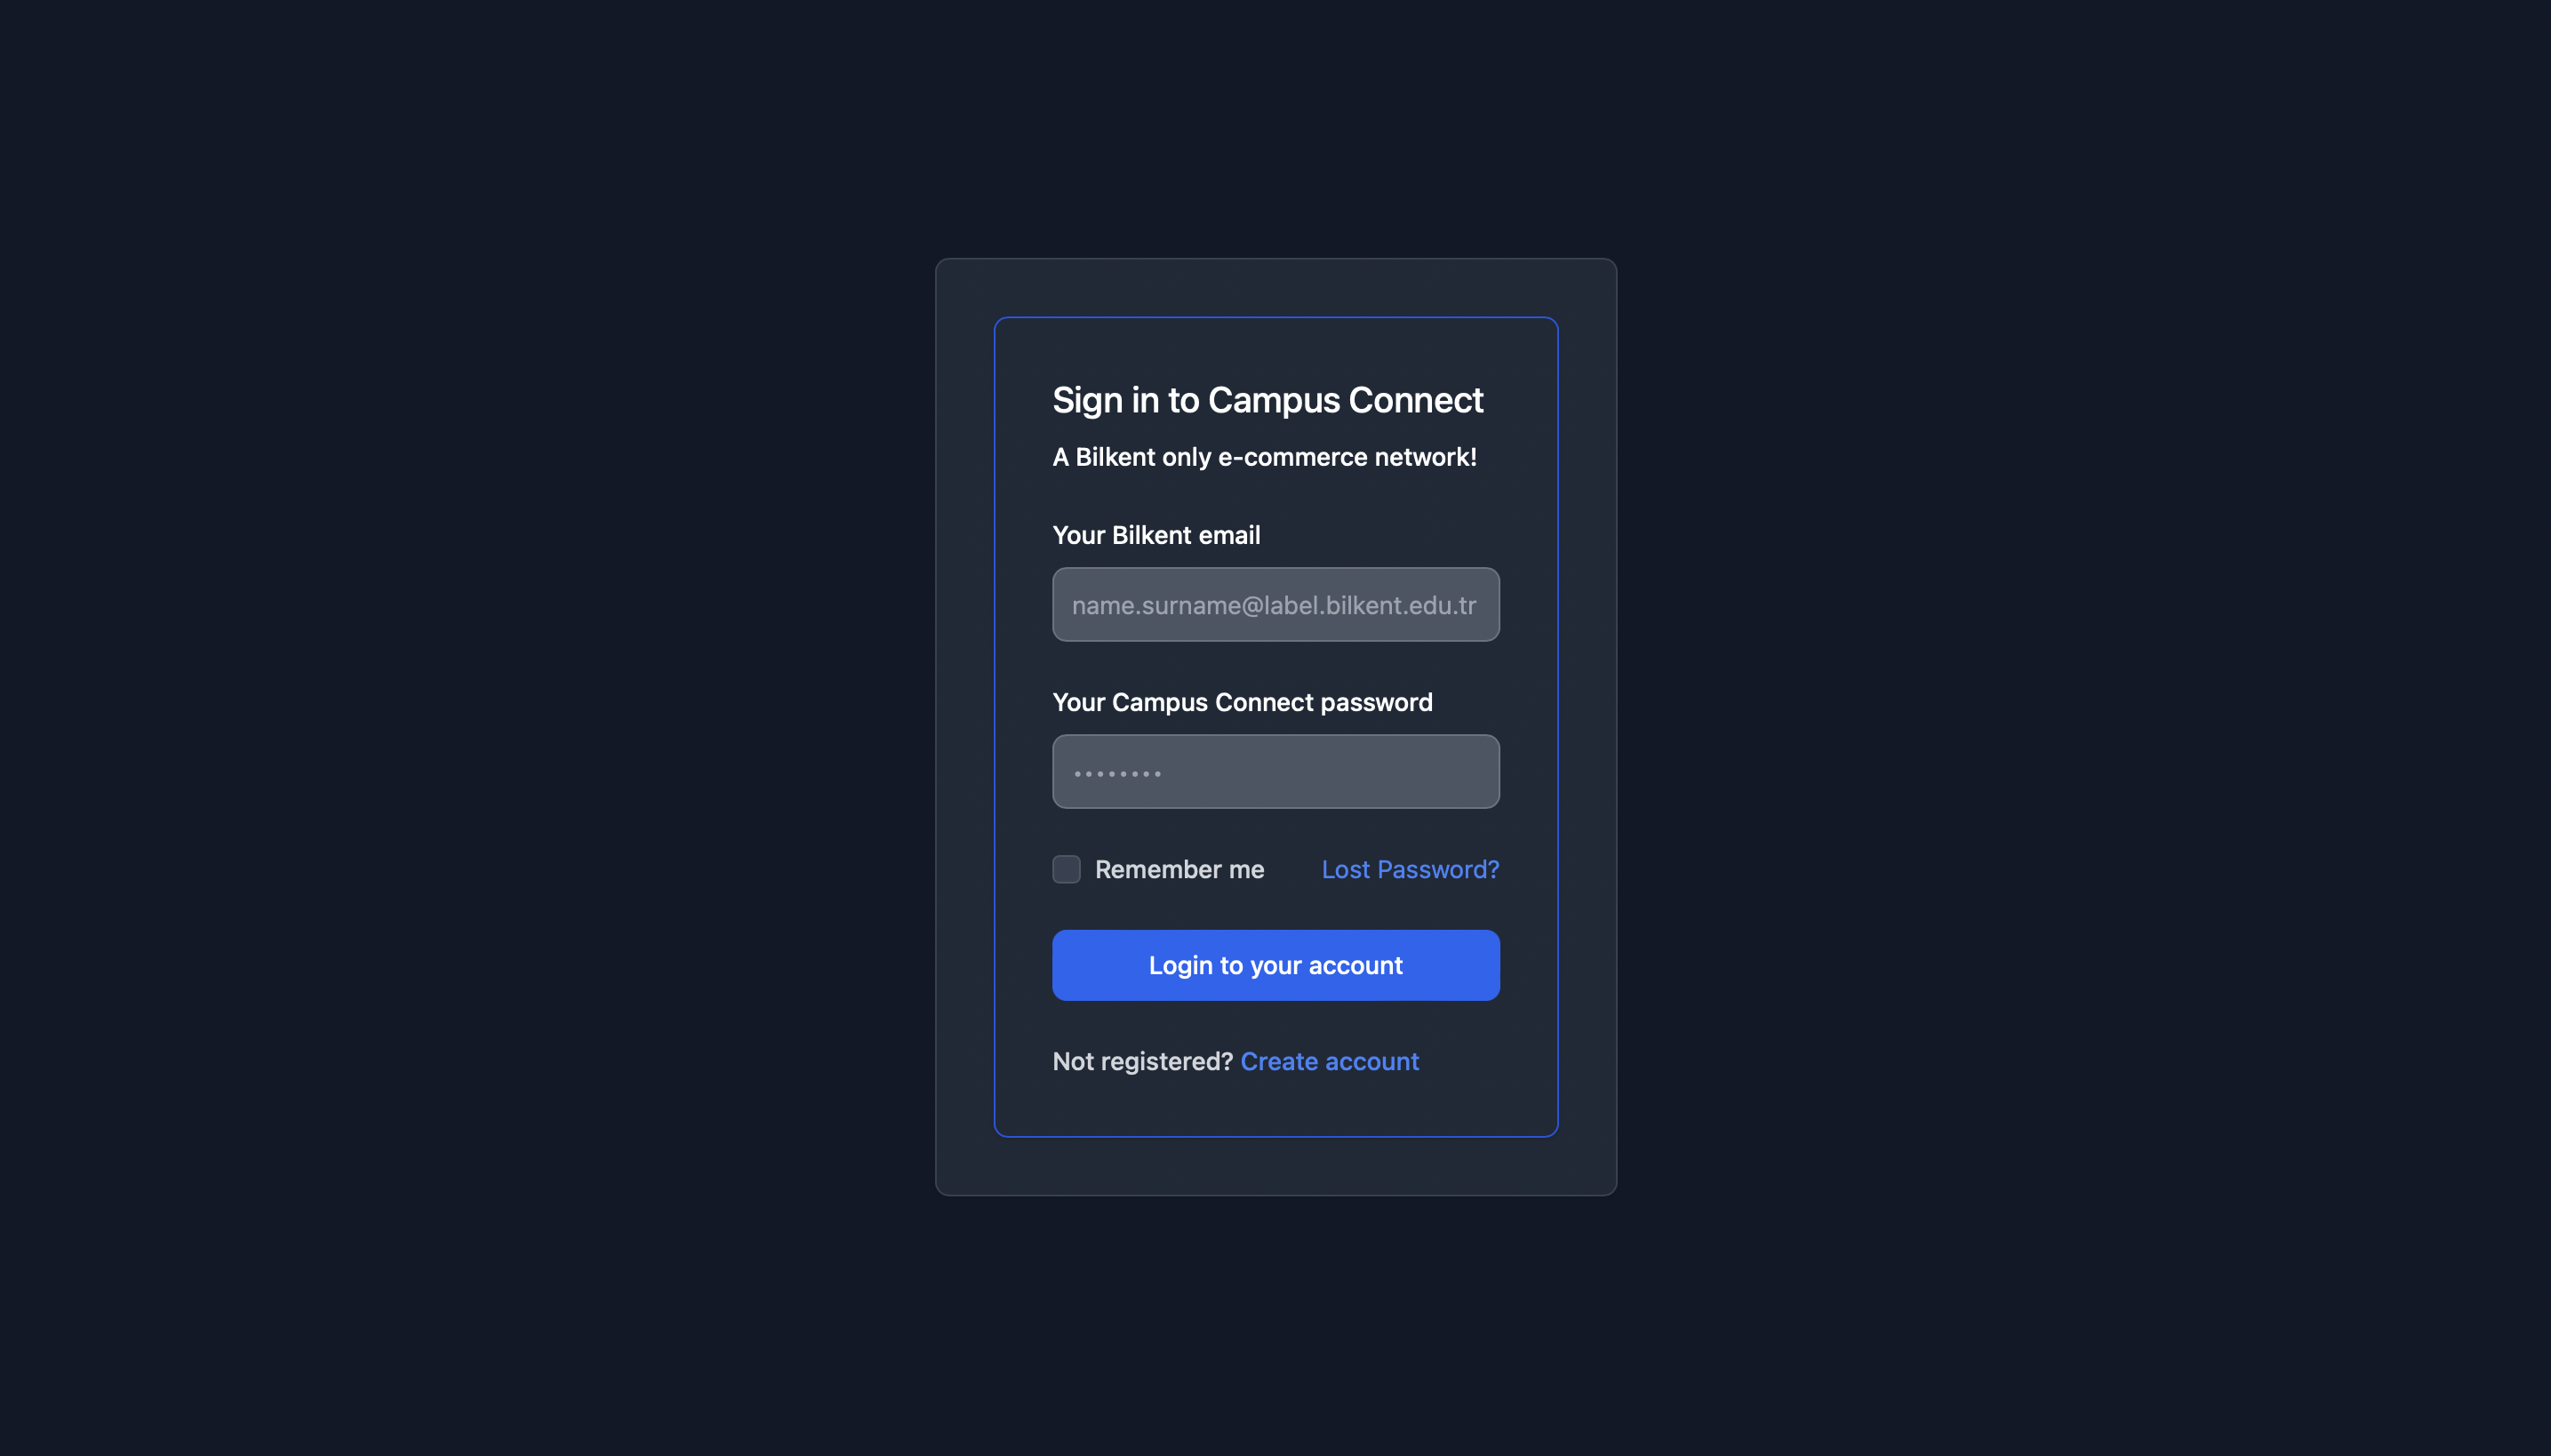 Sign in to Campus Connect
A Bilkent only e-commerce network!
Your Bilkent email
name.surname@label.bilkent.edu.tr
Your Campus Connect password
••••••••
Remember me
Lost Password?
Login to your account
Not registered? Create account